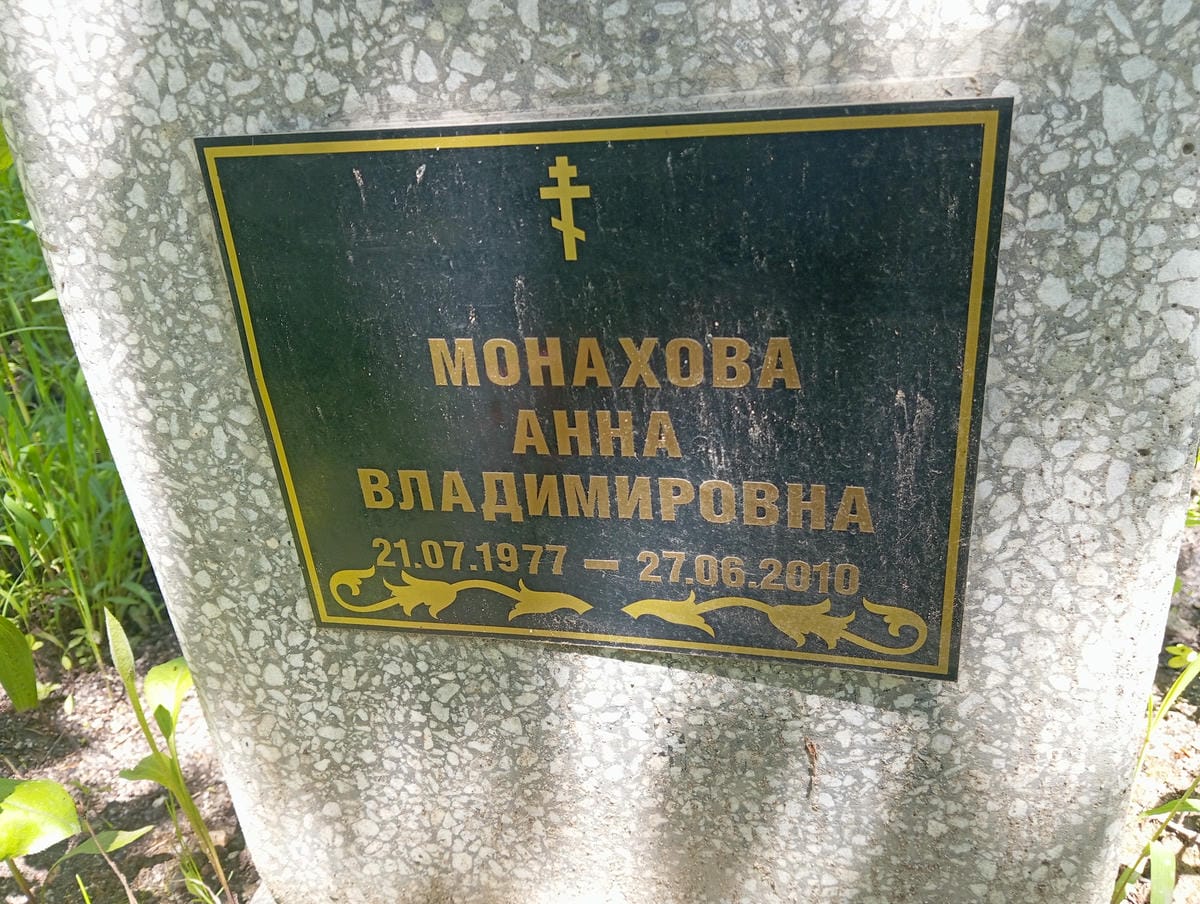 МОНАХОВА
АННА
ВЛАДИМИРОВНА
21.07.1977 – 27.06.2010